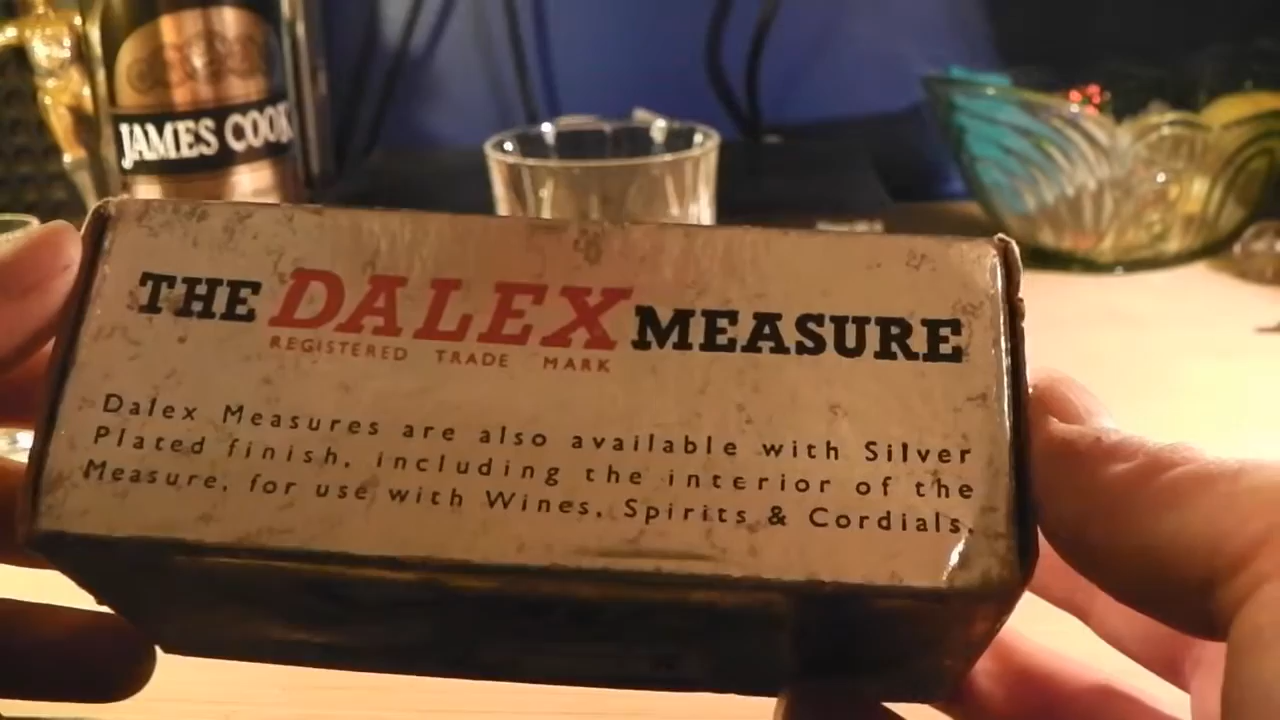 JAMES COOK
THE DALEX MEASURE
REGISTERED TRADE MARK
Dalex Measures are also available with Silver
Plated finish, including the interior of the
Measure, for use with Wines, Spirits & Cordials.